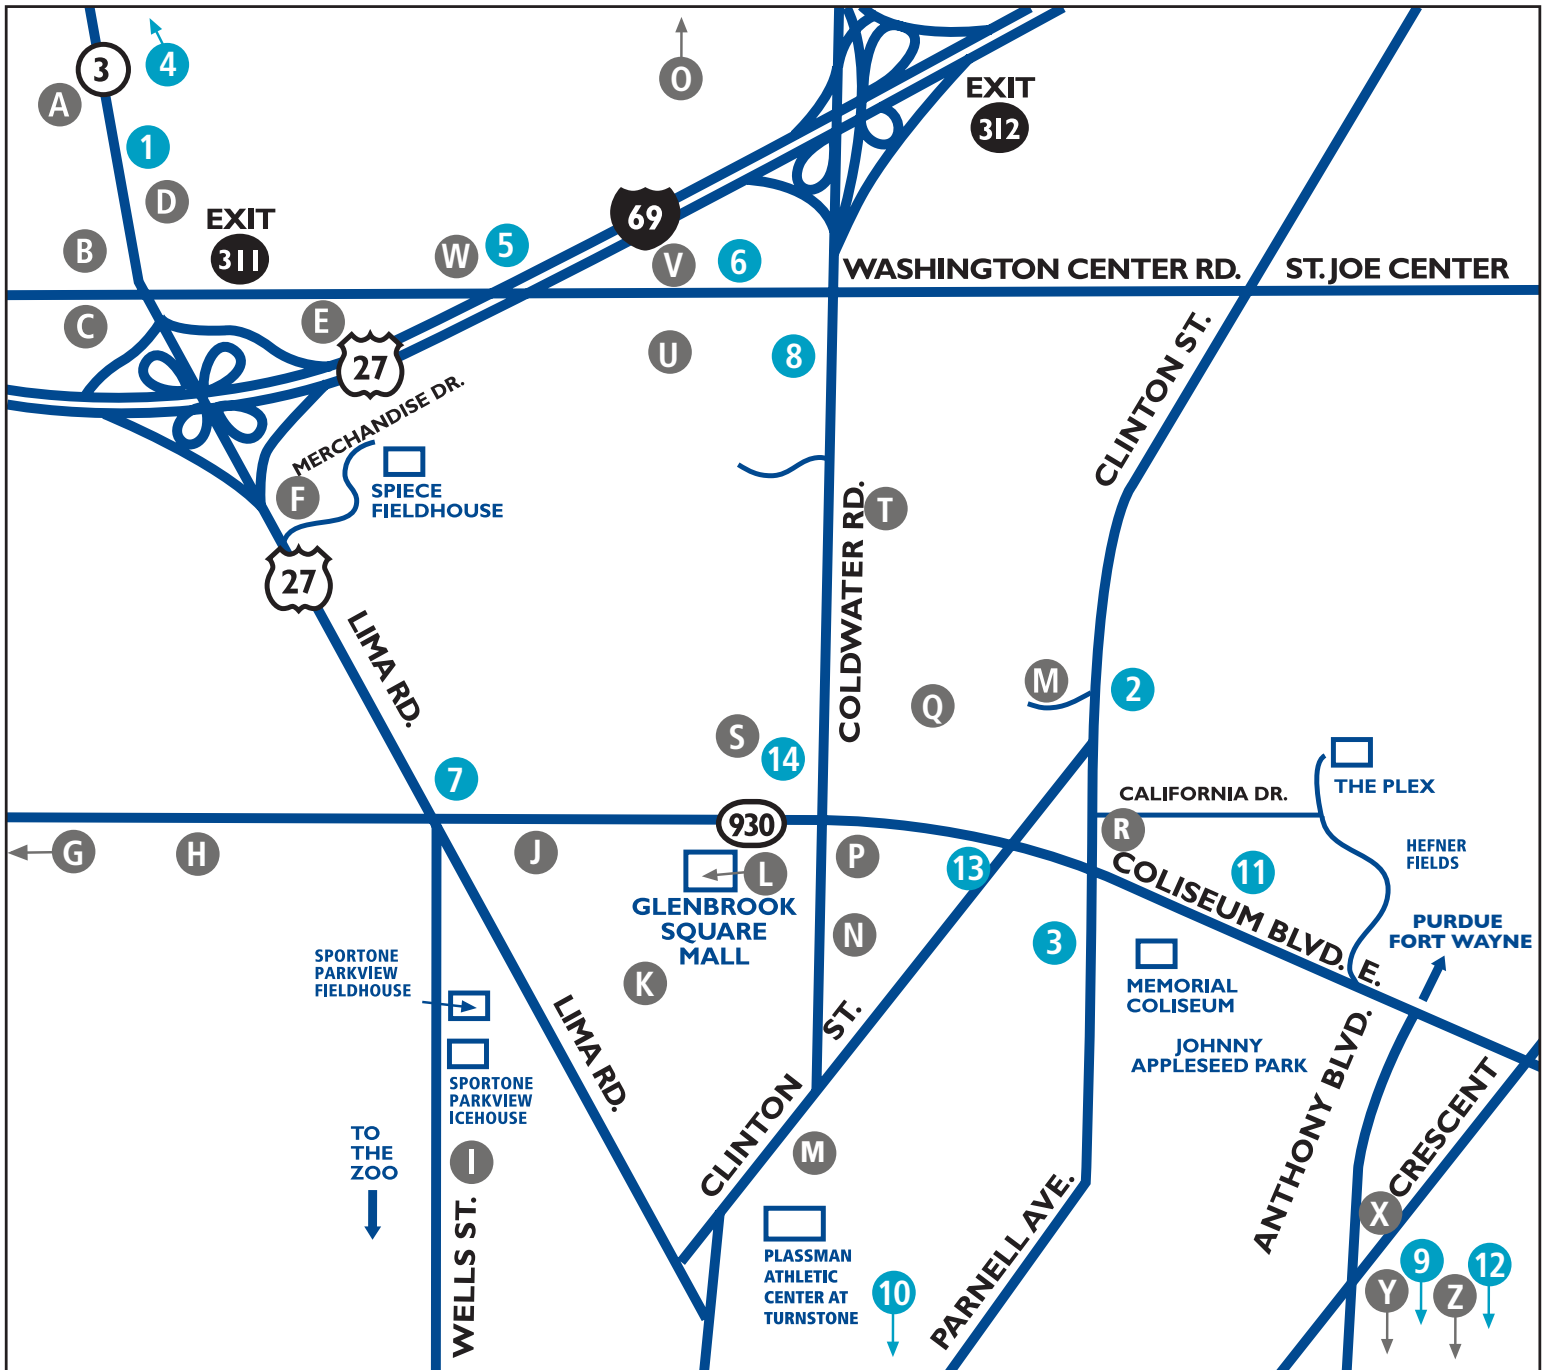 3
4
A
1
D
B
EXIT
311
C
E
W
5
O
69
V
6
EXIT
312
WASHINGTON CENTER RD.
ST. JOE CENTER
27
MERCHANDISE DR.
F
SPIECE
FIELDHOUSE
27
LIMA RD.
U
8
COLDWATER RD.
T
CLINTON ST.
S
14
Q
M
2
7
930
CALIFORNIA DR.
THE PLEX
HEFNER
FIELDS
G
H
J
L
GLENBROOK
SQUARE
MALL
P
N
13
R
11
COLISEUM BLVD. E.
PURDUE
FORT WAYNE
3
MEMORIAL
COLISEUM
JOHNNY
APPLESEED PARK
K
SPORTONE
PARKVIEW
FIELDHOUSE
SPORTONE
PARKVIEW
ICEHOUSE
LIMA RD.
TO
THE
ZOO
I
WELLS ST.
CLINTON ST.
M
PLASSMAN
ATHLETIC
CENTER AT
TURNSTONE
10
PARNELL AVE.
ANTHONY BLVD.
CRESCENT
X
9
12
Y
Z